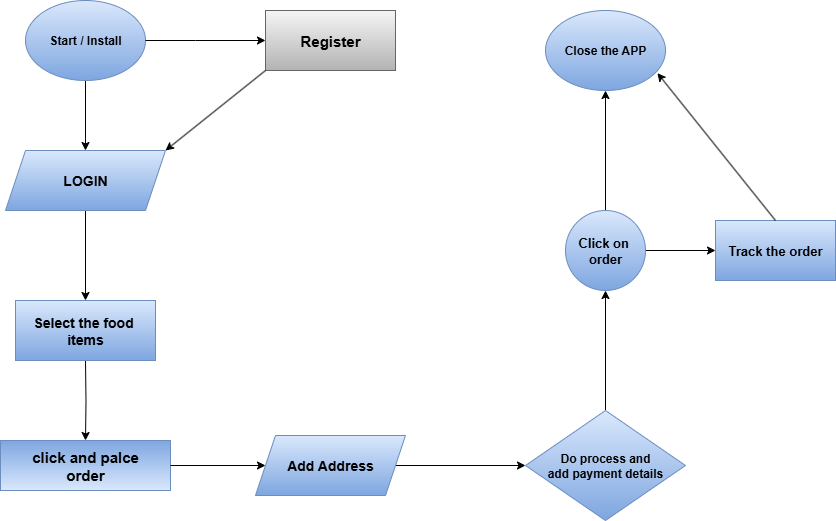 Start / Install
Register
LOGIN
Select the food
items
click and palce
order
Add Address
Do process and
add payment details
Click on
order
Track the order
Close the APP